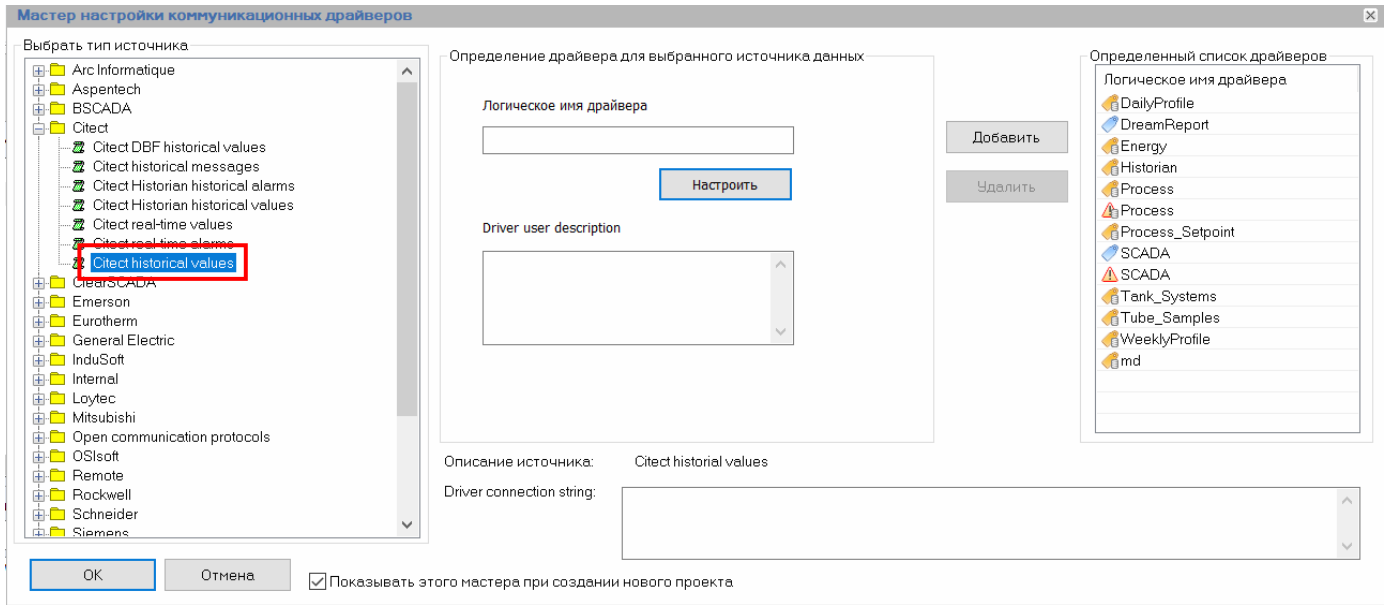 Мастер настройки коммуникационных драйверов
Выбрать тип источника
Arc Informatique
Aspentech
BSCADA
Citect
Citect DBF historical values
Citect historical messages
Citect Historian historical alarms
Citect Historian historical values
Citect real-time values
Citect real-time alarms
Citect historical values
ClearSCADA
Emerson
Eurotherm
General Electric
InduSoft
Internal
Loytec
Mitsubishi
Open communication protocols
OSIsoft
Remote
Rockwell
Schneider
Siemens
Определение драйвера для выбранного источника данных
Логическое имя драйвера
Настроить
Driver user description
Добавить
Удалить
Определенный список драйверов
Логическое имя драйвера
DailyProfile
DreamReport
Energy
Historian
Process
Process
Process_Setpoint
SCADA
SCADA
Tank_Systems
Tube_Samples
WeeklyProfile
md
Описание источника: Citect historial values
Driver connection string:
OK
Отмена
Показывать этого мастера при создании нового проекта